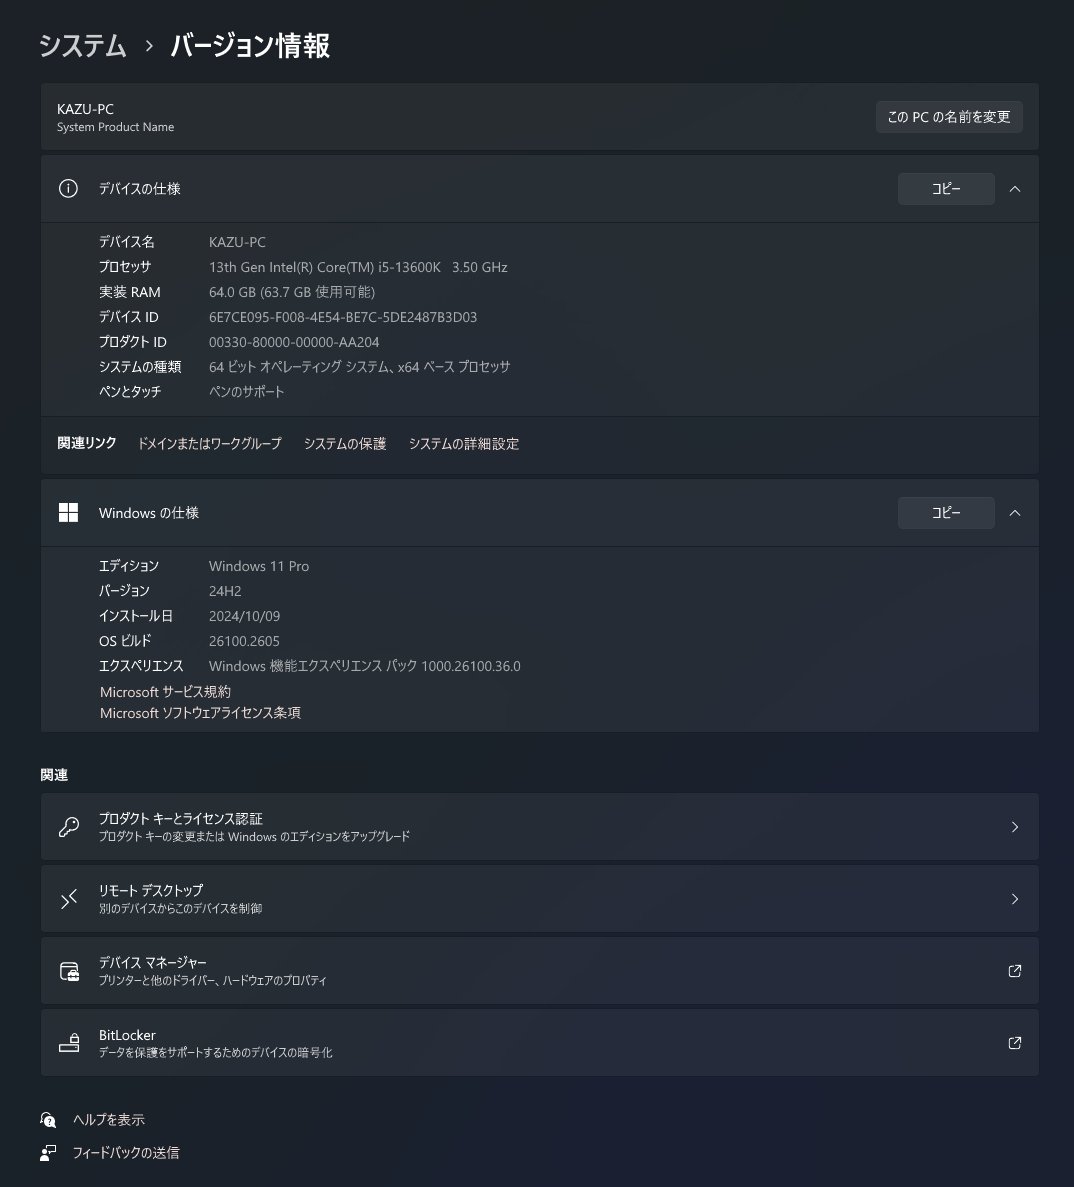 システム › バージョン情報
KAZU-PC
System Product Name
この PC の名前を変更
デバイスの仕様
コピー
デバイス名 KAZU-PC
プロセッサ 13th Gen Intel(R) Core(TM) i5-13600K 3.50 GHz
実装 RAM 64.0 GB (63.7 GB 使用可能)
デバイス ID 6E7CE095-F008-4E54-BE7C-5DE2487B3D03
プロダクト ID 00330-80000-00000-AA204
システムの種類 64 ビット オペレーティング システム、x64 ベース プロセッサ
ペンとタッチ ペンのサポート
関連リンク ドメインまたはワークグループ システムの保護 システムの詳細設定
Windows の仕様
コピー
エディション Windows 11 Pro
バージョン 24H2
インストール日 2024/10/09
OS ビルド 26100.2605
エクスペリエンス Windows 機能エクスペリエンス パック 1000.26100.36.0
Microsoft サービス規約
Microsoft ソフトウェアライセンス条項
関連
プロダクト キーとライセンス認証
プロダクト キーの変更または Windows のエディションをアップグレード
リモート デスクトップ
別のデバイスからこのデバイスを制御
デバイス マネージャー
プリンターと他のドライバー、ハードウェアのプロパティ
BitLocker
データを保護をサポートするためのデバイスの暗号化
ヘルプを表示
フィードバックの送信